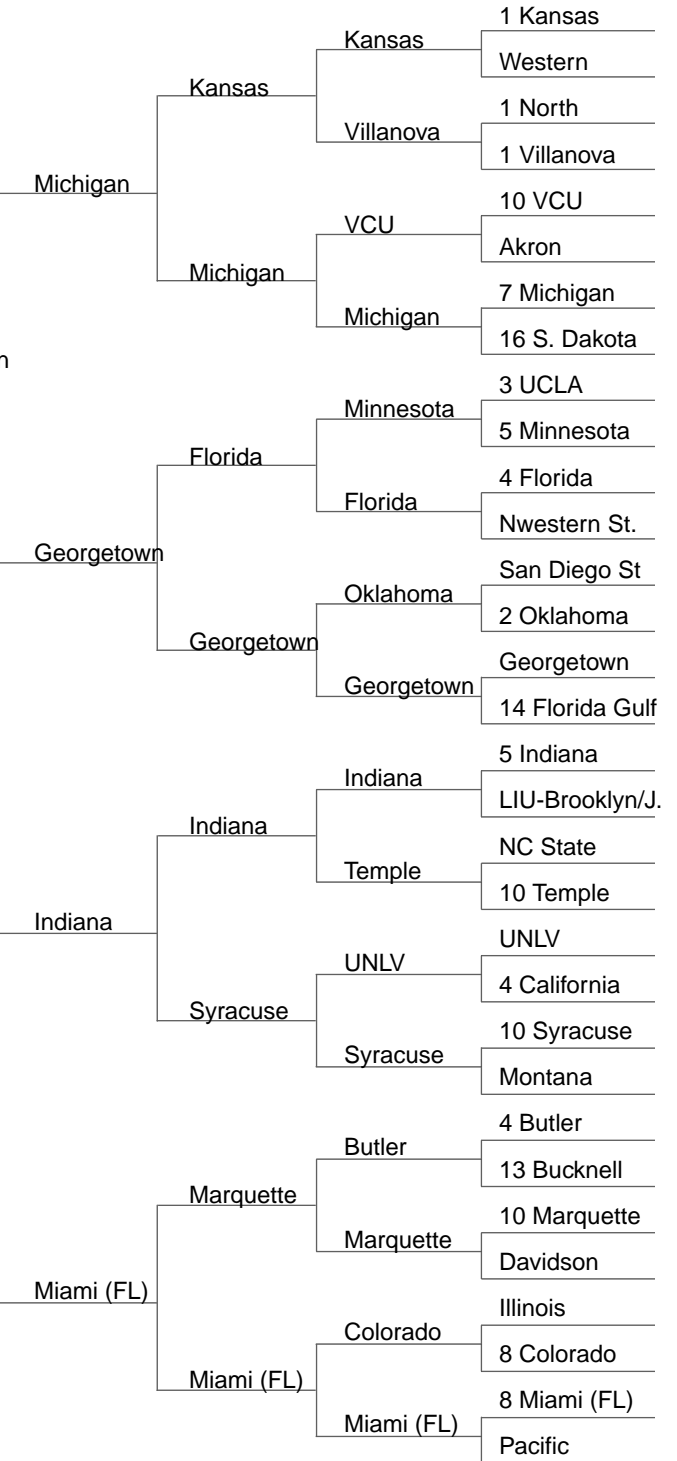 1 Kansas
Kansas
Western
Kansas
1 North
Villanova
1 Villanova
Michigan
10 VCU
VCU
Akron
Michigan
7 Michigan
Michigan
16 S. Dakota
3 UCLA
Minnesota
5 Minnesota
Florida
4 Florida
Florida
Nwestern St.
Georgetown
San Diego St
Oklahoma
2 Oklahoma
Georgetown
Georgetown
Georgetown
14 Florida Gulf
5 Indiana
Indiana
LIU-Brooklyn/J.
Indiana
NC State
Temple
10 Temple
Indiana
UNLV
UNLV
4 California
Syracuse
10 Syracuse
Syracuse
Montana
4 Butler
Butler
13 Bucknell
Marquette
10 Marquette
Marquette
Davidson
Miami (FL)
Illinois
Colorado
8 Colorado
Miami (FL)
8 Miami (FL)
Miami (FL)
Pacific